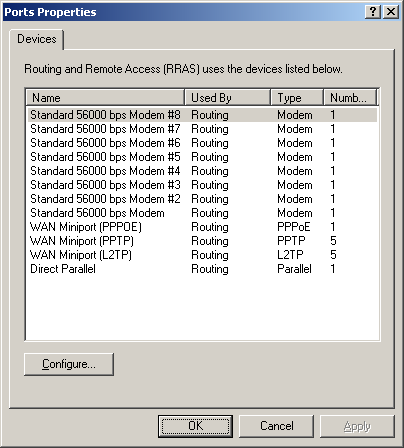 Ports Properties
Devices
Routing and Remote Access (RRAS) uses the devices listed below.
Name Used By Type Numb...
Standard 56000 bps Modem #8 Routing Modem 1
Standard 56000 bps Modem #7 Routing Modem 1
Standard 56000 bps Modem #6 Routing Modem 1
Standard 56000 bps Modem #5 Routing Modem 1
Standard 56000 bps Modem #4 Routing Modem 1
Standard 56000 bps Modem #3 Routing Modem 1
Standard 56000 bps Modem #2 Routing Modem 1
Standard 56000 bps Modem Routing Modem 1
WAN Miniport (PPPOE) Routing PPPoE 1
WAN Miniport (PPTP) Routing PPTP 5
WAN Miniport (L2TP) Routing L2TP 5
Direct Parallel Routing Parallel 1
Configure...
OK Cancel Apply